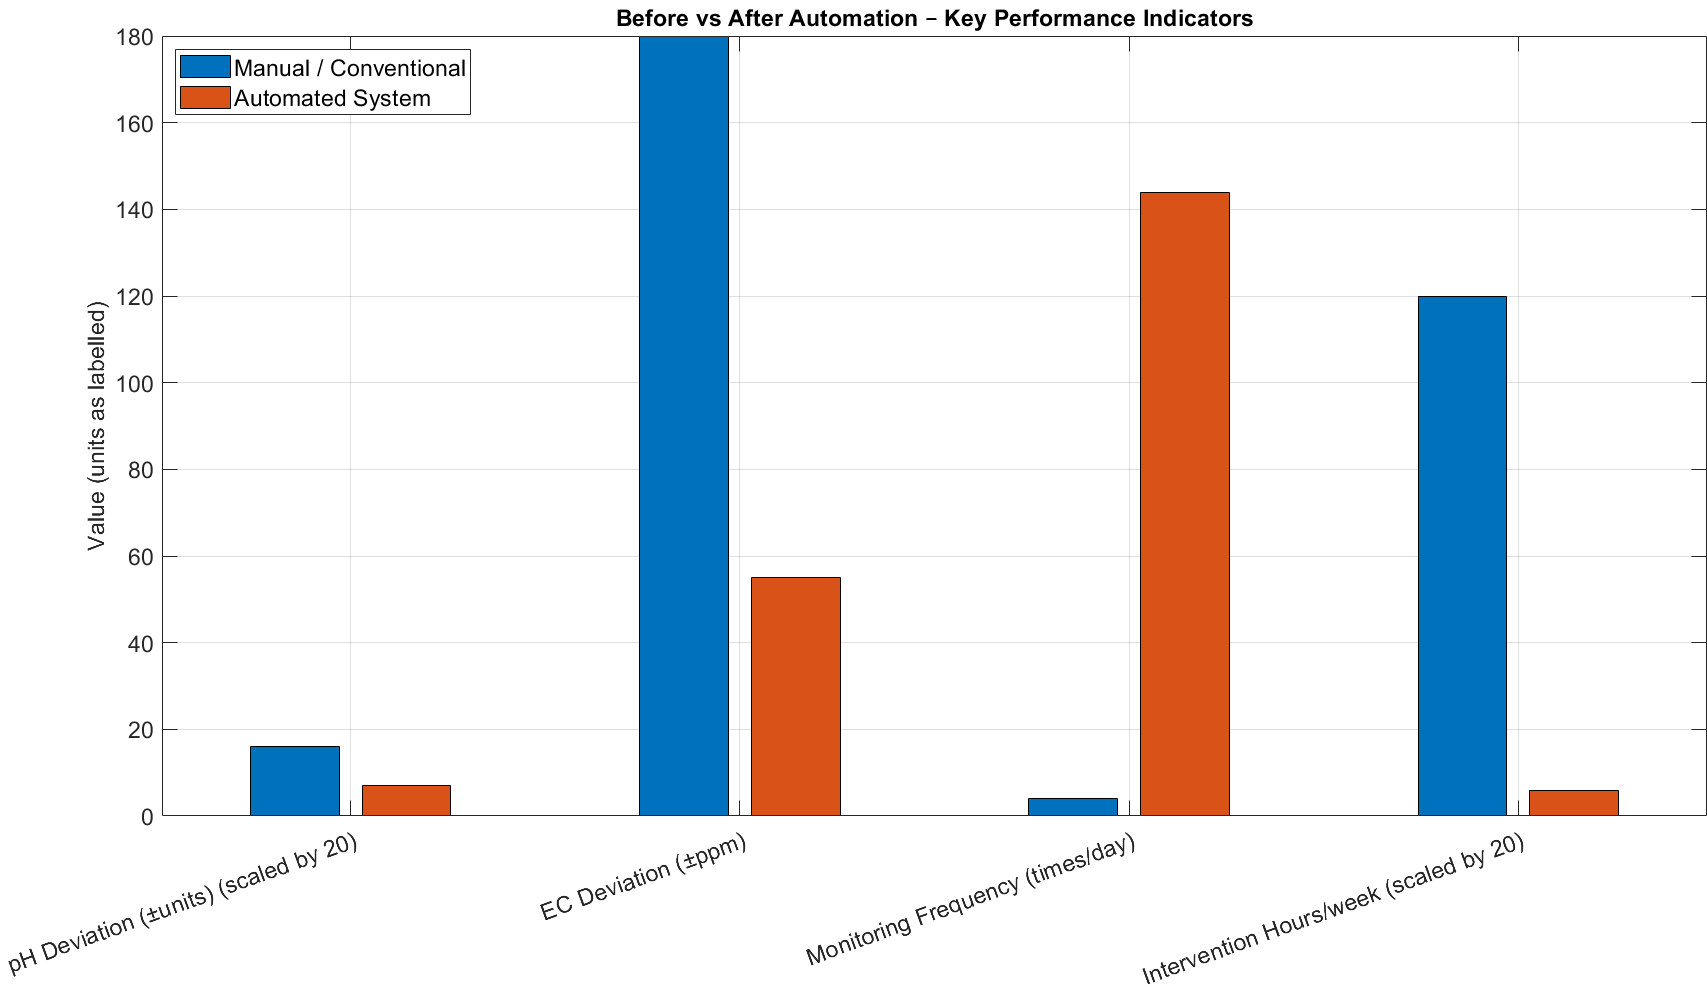 Before vs After Automation – Key Performance Indicators
Manual / Conventional
Automated System
Value (units as labelled)
180
160
140
120
100
80
60
40
20
0
pH Deviation (±units) (scaled by 20)
EC Deviation (±ppm)
Monitoring Frequency (times/day)
Intervention Hours/week (scaled by 20)